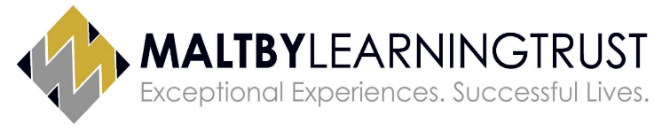 MALTBYLEARNINGTRUST
Exceptional Experiences. Successful Lives.